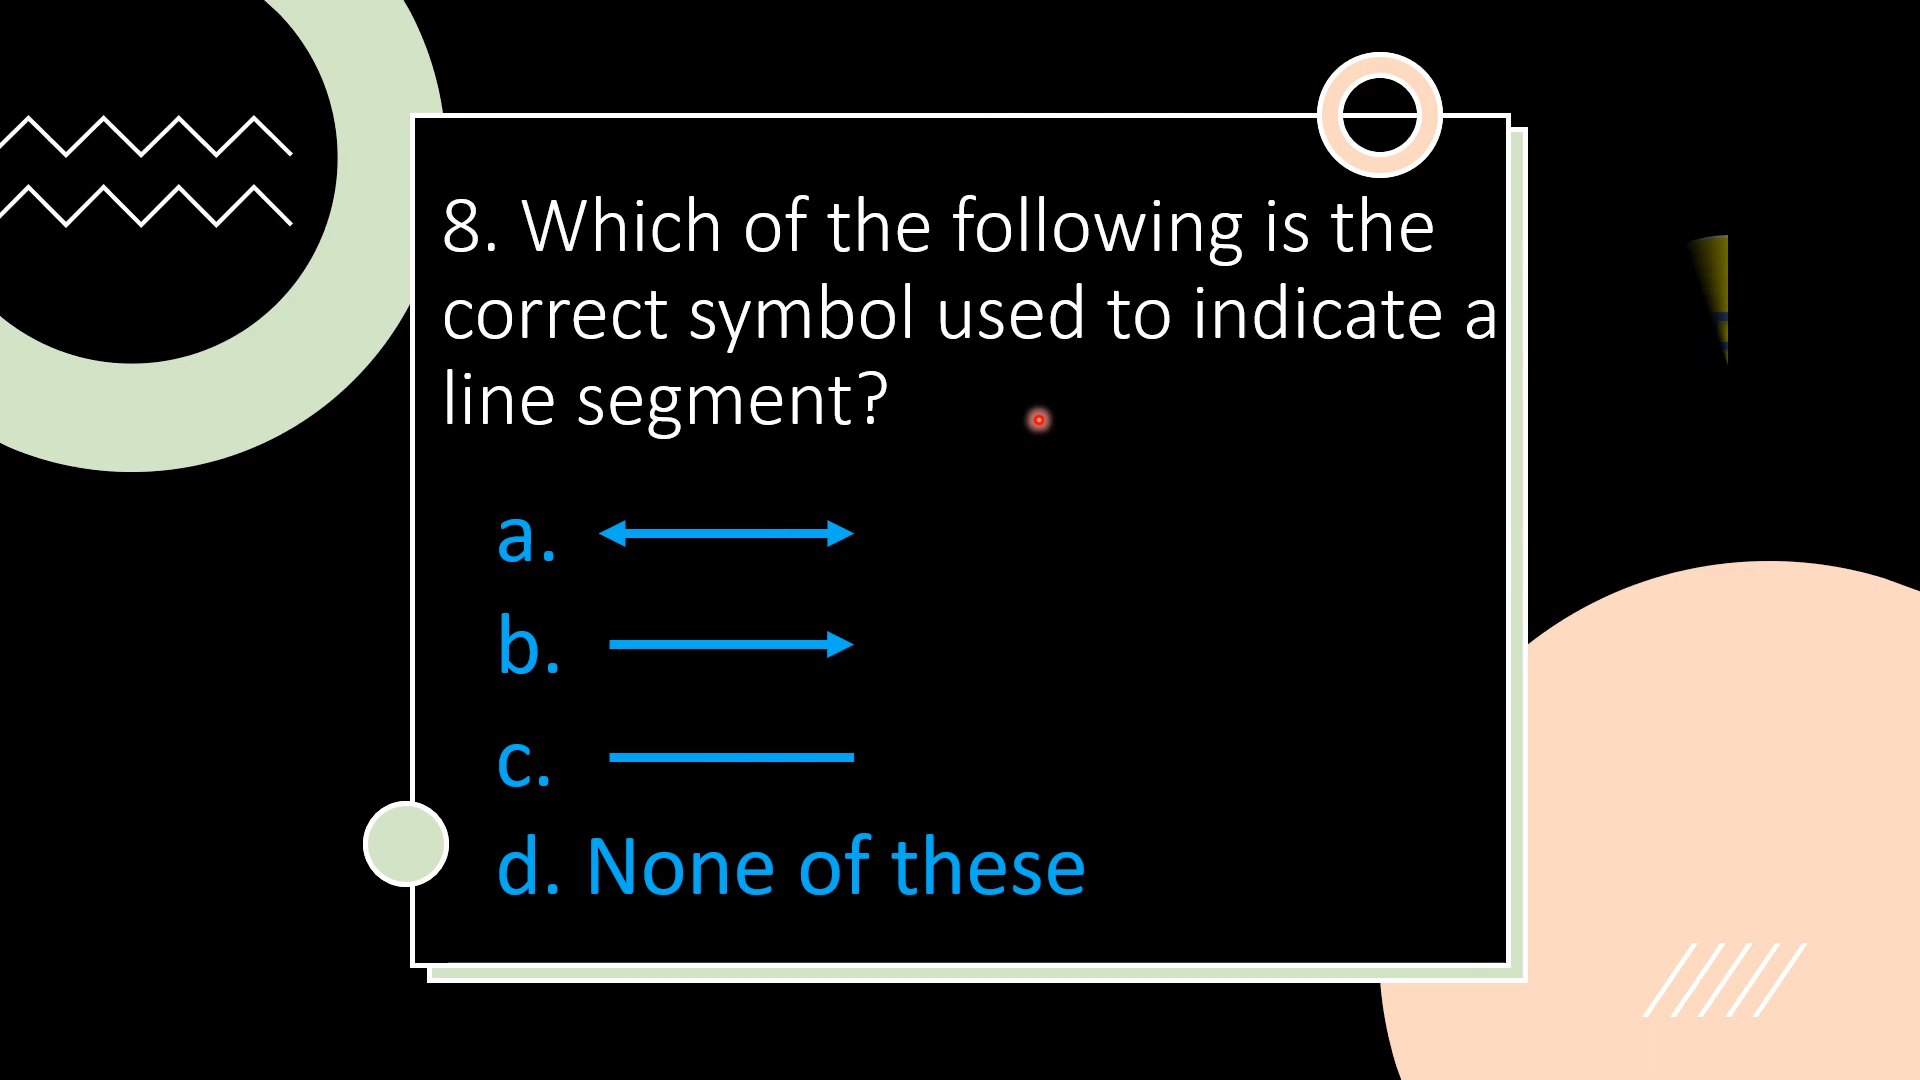 8. Which of the following is the
correct symbol used to indicate a
line segment?
a.
b.
c.
d. None of these